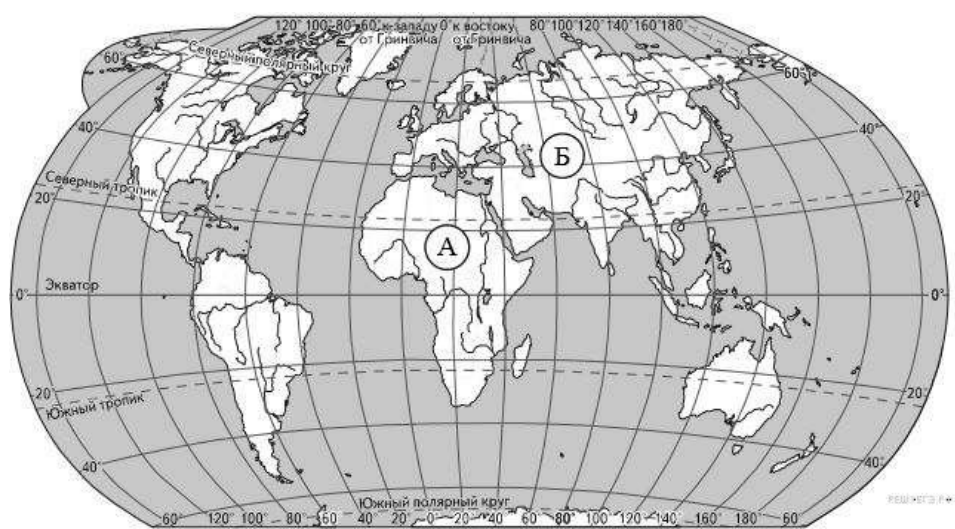 120° 100° 80° 60° к западу 0° к востоку 80° 100° 120° 140° 160° 180°
от Гринвича от Гринвича
Северный полярный круг
60° 60°
40° 40°
Б
Северный тропик
20° 20°
А
Экватор
0° 0°
20° 20°
Южный тропик
40° 40°
Южный полярный круг
60° 120° 100° 80° 60 40 20° 0° 20° 40° 60° 80° 100° 120° 140° 60°
РЕШУЕГЭ.РФ